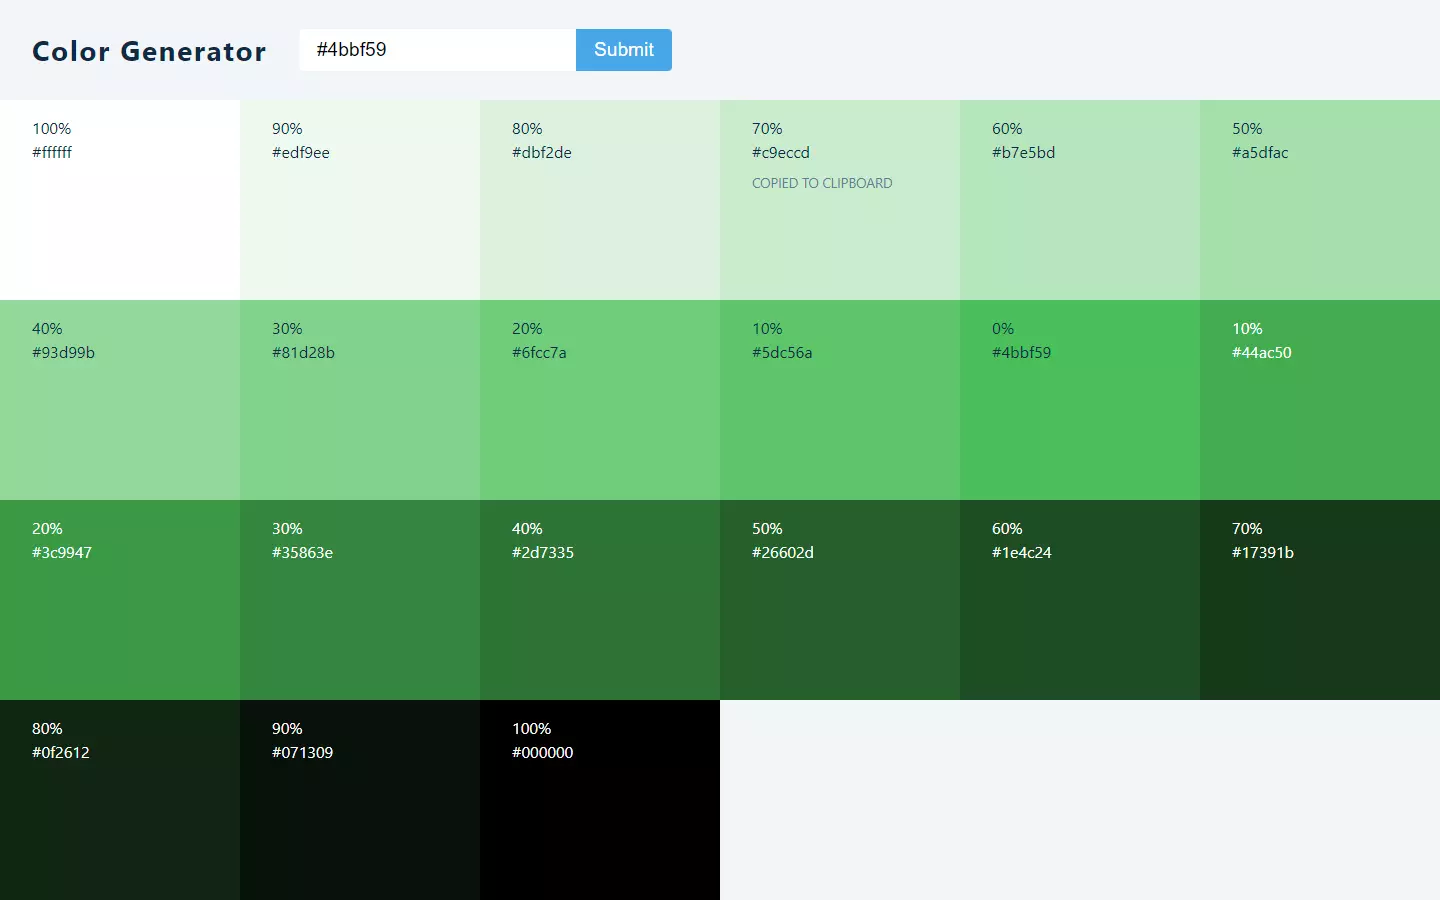 Color Generator
#4bbf59
Submit
100%
#ffffff
90%
#edf9ee
80%
#dbf2de
70%
#c9eccd
COPIED TO CLIPBOARD
60%
#b7e5bd
50%
#a5dfac
40%
#93d99b
30%
#81d28b
20%
#6fcc7a
10%
#5dc56a
0%
#4bbf59
10%
#44ac50
20%
#3c9947
30%
#35863e
40%
#2d7335
50%
#26602d
60%
#1e4c24
70%
#17391b
80%
#0f2612
90%
#071309
100%
#000000